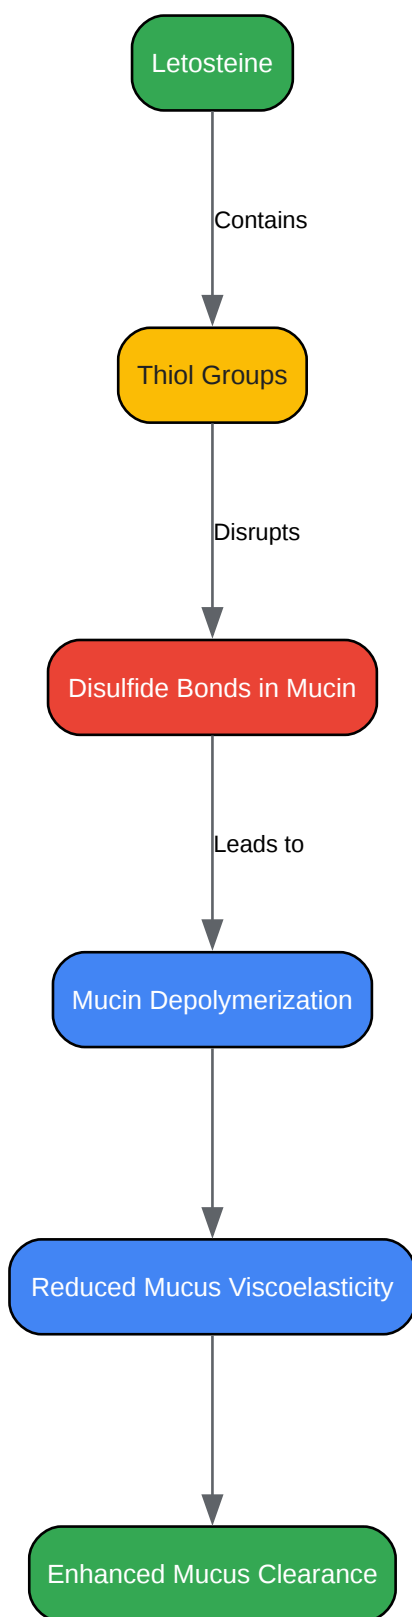 Letosteine
Contains
Thiol Groups
Disrupts
Disulfide Bonds in Mucin
Leads to
Mucin Depolymerization
Reduced Mucus Viscoelasticity
Enhanced Mucus Clearance